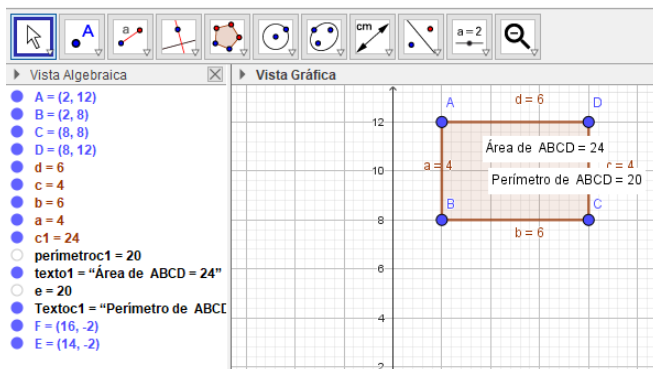 A
a
cm
a=2
Vista Algebraica
Vista Gráfica
A = (2, 12)
B = (2, 8)
C = (8, 8)
D = (8, 12)
d = 6
c = 4
b = 6
a = 4
c1 = 24
perímetroc1 = 20
texto1 = “Área de ABCD = 24”
e = 20
Textoc1 = “Perímetro de ABCD
F = (16, -2)
E = (14, -2)
A
d = 6
D
12
Área de ABCD = 24
10
a = 4
c = 4
Perímetro de ABCD = 20
B
C
8
b = 6
6
4
2